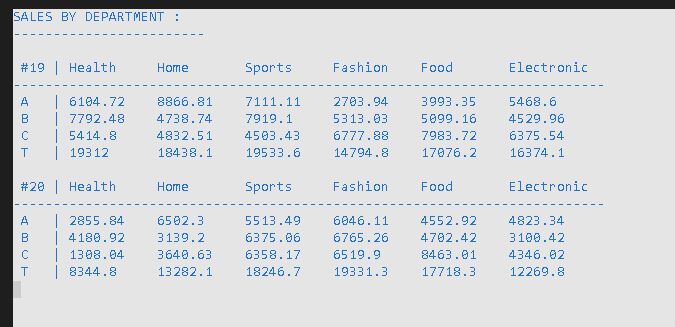 SALES BY DEPARTMENT :
------------------------
#19 | Health Home Sports Fashion Food Electronic
--------------------------------------------------------------------------
A | 6104.72 8866.81 7111.11 2703.94 3993.35 5468.6
B | 7792.48 4738.74 7919.1 5313.03 5099.16 4529.96
C | 5414.8 4832.51 4503.43 6777.88 7983.72 6375.54
T | 19312 18438.1 19533.6 14794.8 17076.2 16374.1
#20 | Health Home Sports Fashion Food Electronic
--------------------------------------------------------------------------
A | 2855.84 6502.3 5513.49 6046.11 4552.92 4823.34
B | 4180.92 3139.2 6375.06 6765.26 4702.42 3100.42
C | 1308.04 3640.63 6358.17 6519.9 8463.01 4346.02
T | 8344.8 13282.1 18246.7 19331.3 17718.3 12269.8